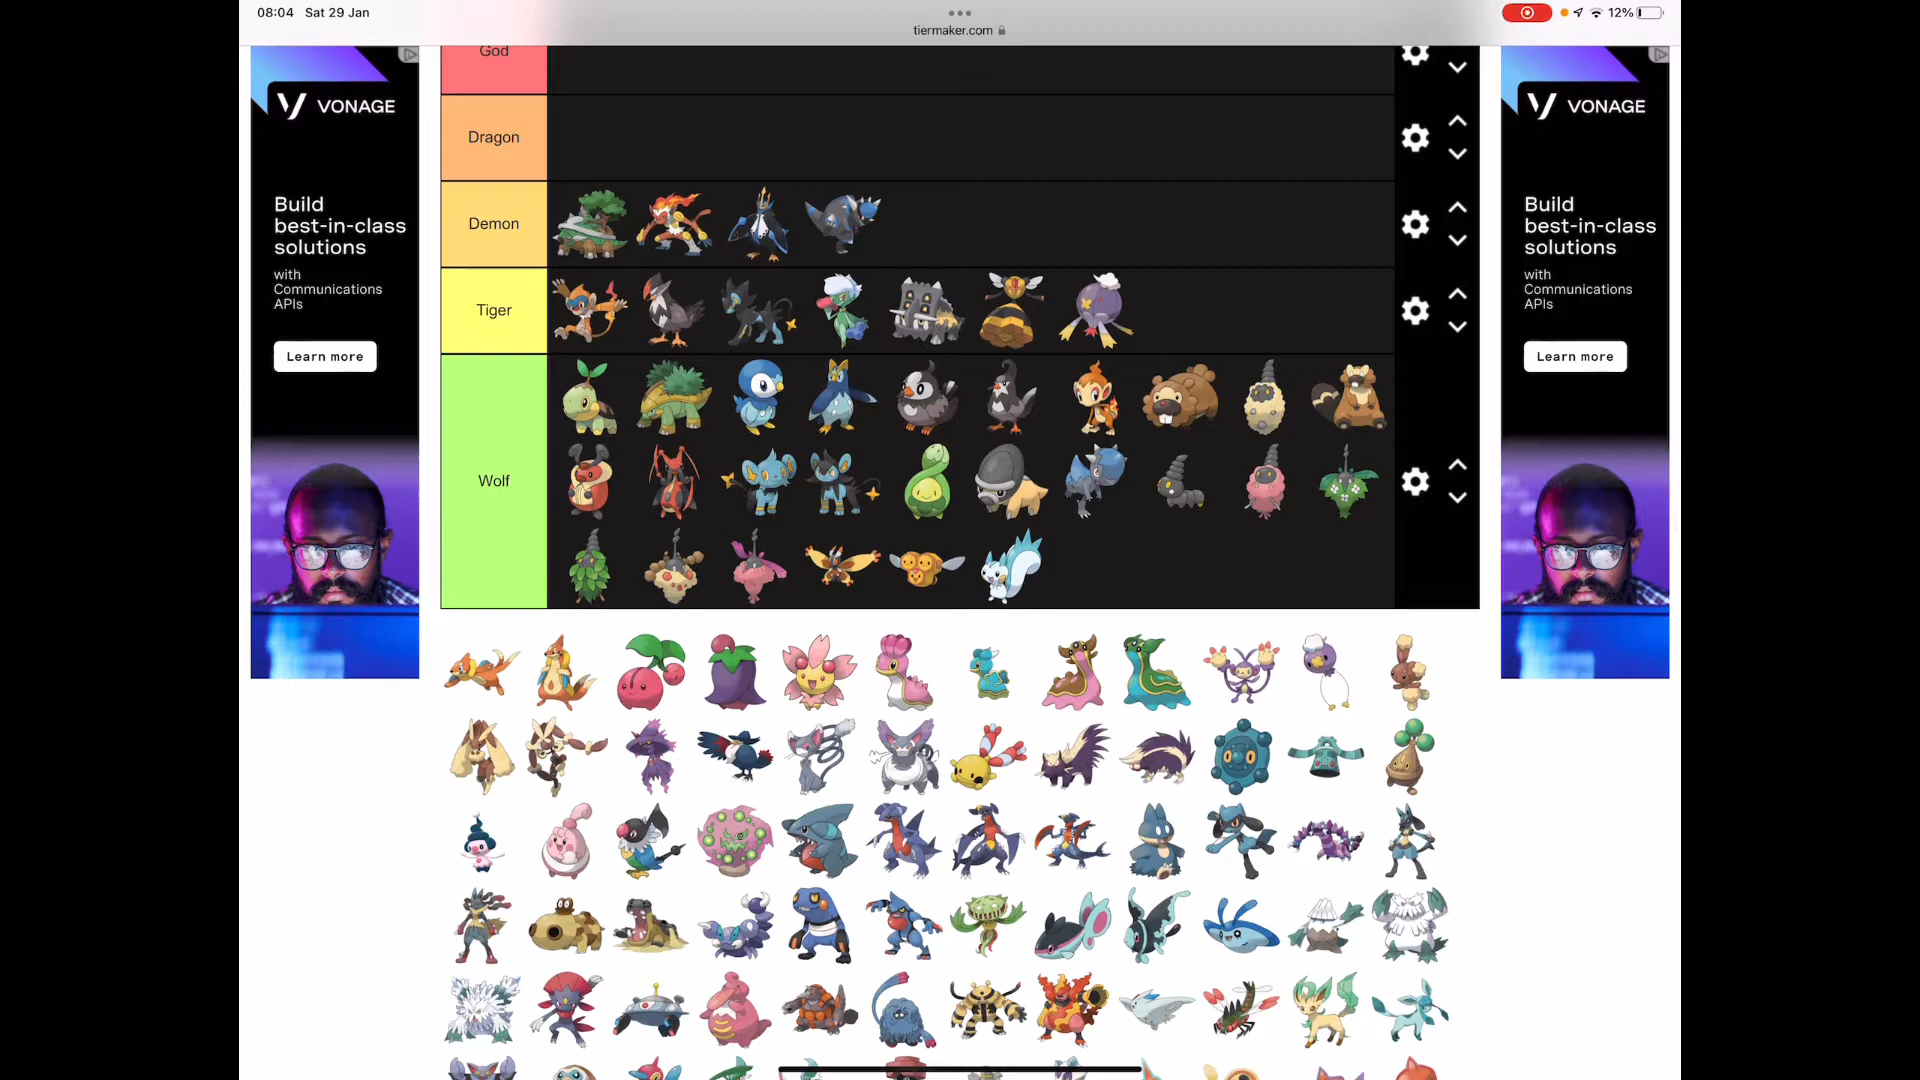 08:04 Sat 29 Jan
12%
tiermaker.com
God
VONAGE
Build
best-in-class
solutions
with
Communications
APIs
Learn more
Dragon
Demon
Tiger
Wolf
VONAGE
Build
best-in-class
solutions
with
Communications
APIs
Learn more